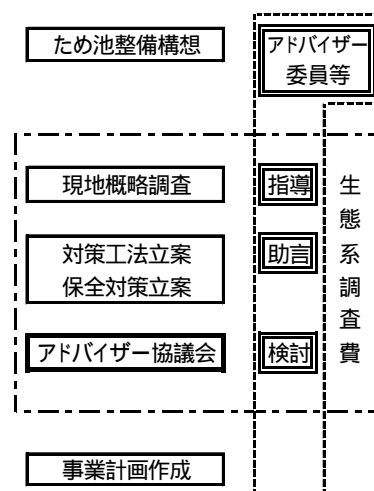 ため池整備構想
アドバイザー
委員等
現地概略調査
指導
対策工法立案
保全対策立案
助言
アドバイザー協議会
検討
生態系調査費
事業計画作成